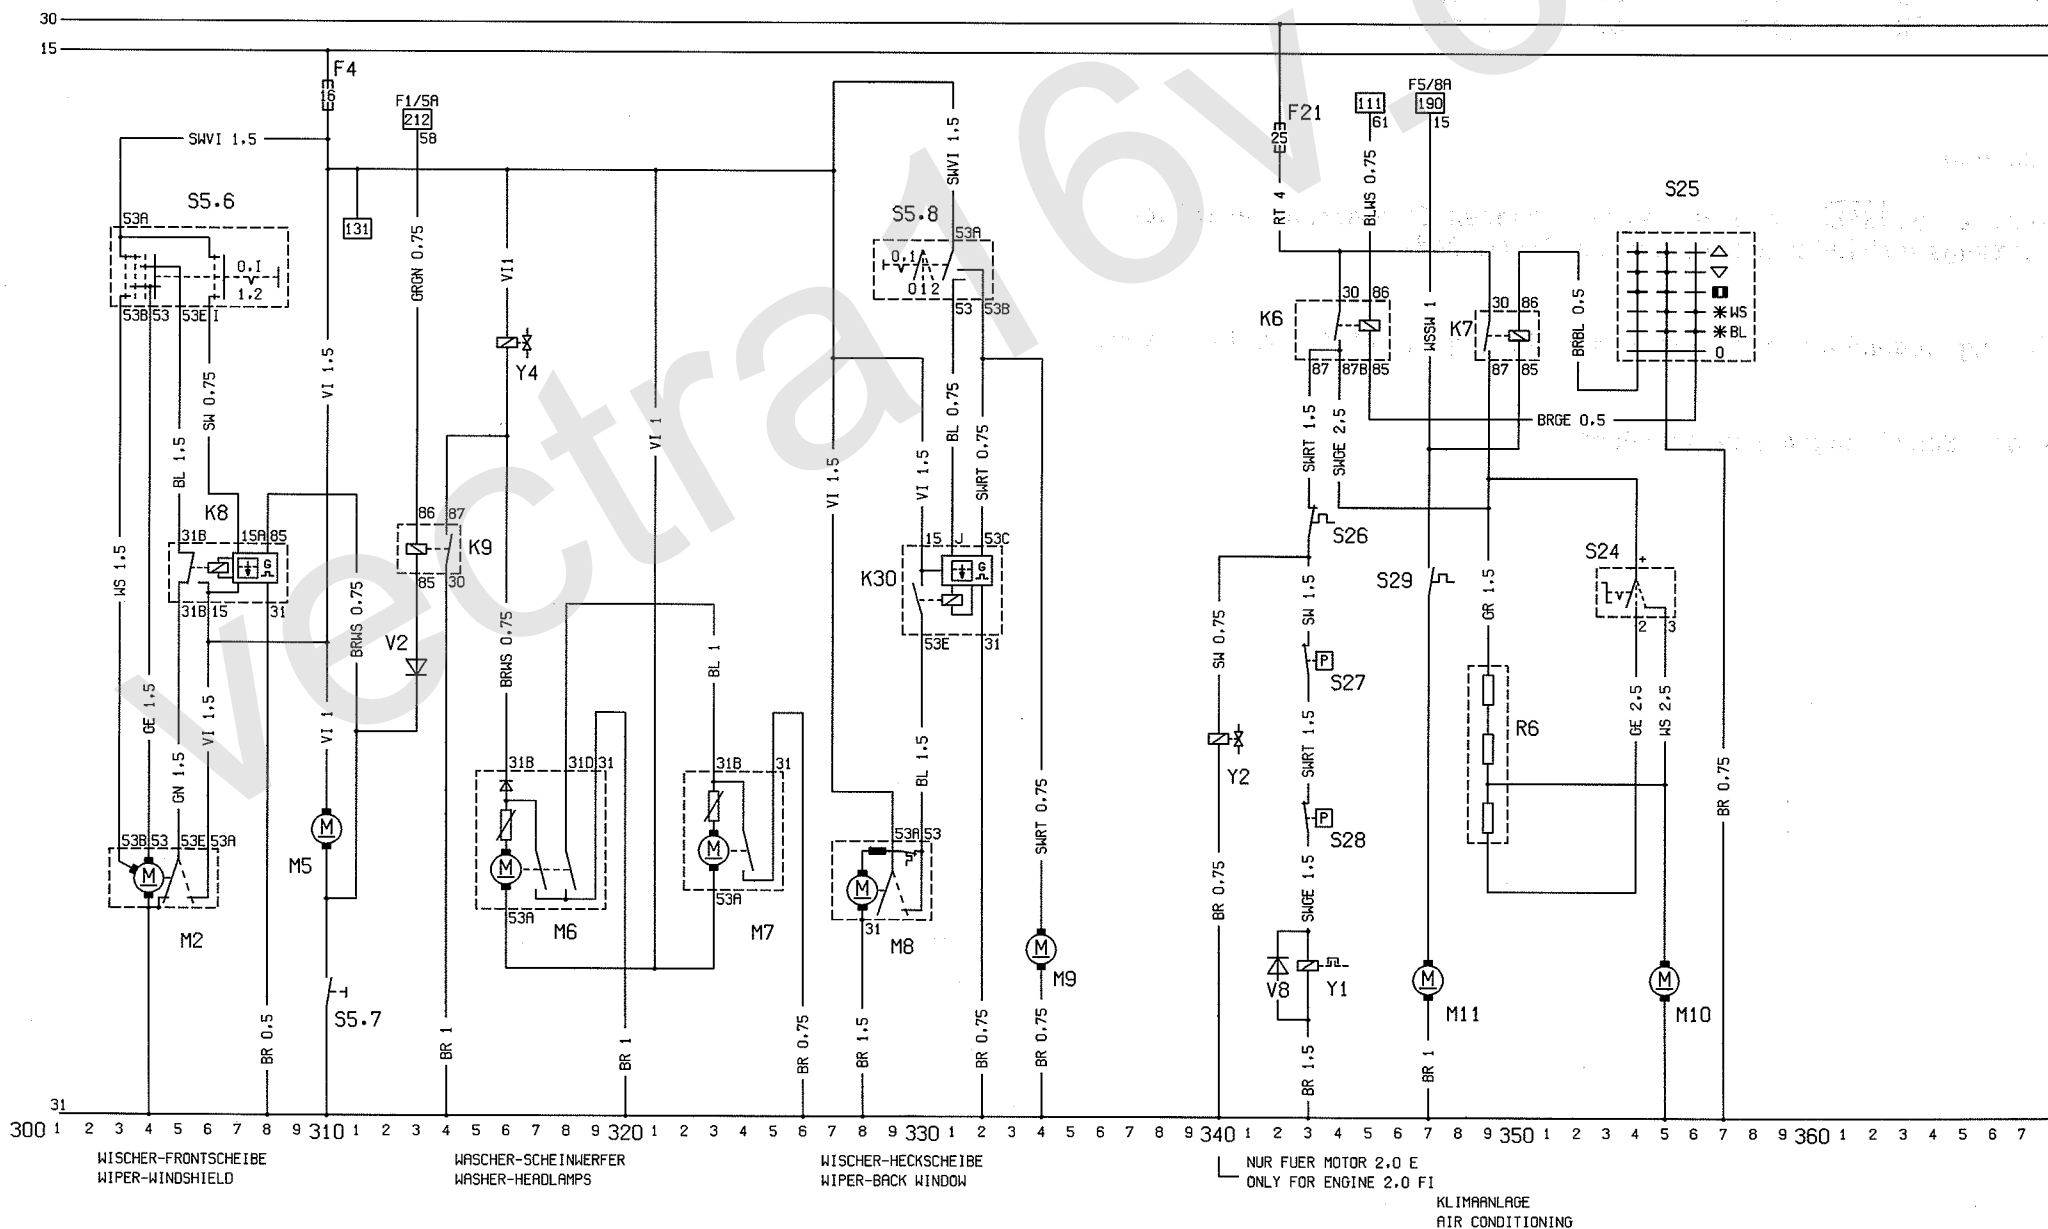 30
15
F4
16
F1/5A
212
58
SWVI 1,5
131
S5.6
53A
0,I
1,2
53B 53 53E I
GRGN 0,75
VI1
Y4
SWVI 1,5
S5.8
53A
0,1
0 1 2
53 53B
F21
25
RT 4
111
61
BLWS 0,75
F5/8A
190
15
WSSW 1
S25
WS
BL
0
K6
30 86
87 87B 85
K7
30 86
87 85
BRBL 0,5
BRGE 0,5
SWRT 1,5
SWGE 2,5
VI 1,5
SW 0,75
BL 1,5
WS 1,5
K8
31B 15A 85
G
31B 15 31
BRWS 0,75
86 87
K9
85 30
V2
VI 1
VI 1,5
VI 1,5
BL 0,75
SWRT 0,75
15 J 53C
K30
G
53E 31
S26
S29
S24
+
2 3
SW 1,5
SW 0,75
GR 1,5
P
S27
SWRT 1,5
P
S28
SWGE 1,5
Y2
R6
GE 2,5
WS 2,5
BR 0,75
GE 1,5
GN 1,5
VI 1,5
VI 1
BRWS 0,75
BL 1
BL 1,5
SWRT 0,75
53B 53 53E 53A
M
M2
M
M5
31B 31D 31
M
53A
M6
31B 31
M
53A
M7
53A 53
M
31
M8
M
M9
BR 0,75
V8
Y1
M
M11
M
M10
S5.7
BR 0,5
BR 1
BR 1
BR 0,75
BR 1,5
BR 0,75
BR 0,75
BR 1,5
BR 1
31
300 1 2 3 4 5 6 7 8 9 310 1 2 3 4 5 6 7 8 9 320 1 2 3 4 5 6 7 8 9 330 1 2 3 4 5 6 7 8 9 340 1 2 3 4 5 6 7 8 9 350 1 2 3 4 5 6 7 8 9 360 1 2 3 4 5 6 7
WISCHER-FRONTSCHEIBE
WIPER-WINDSHIELD
WASCHER-SCHEINWERFER
WASHER-HEADLAMPS
WISCHER-HECKSCHEIBE
WIPER-BACK WINDOW
NUR FUER MOTOR 2.0 E
ONLY FOR ENGINE 2.0 FI
KLIMAANLAGE
AIR CONDITIONING
vectra16v.